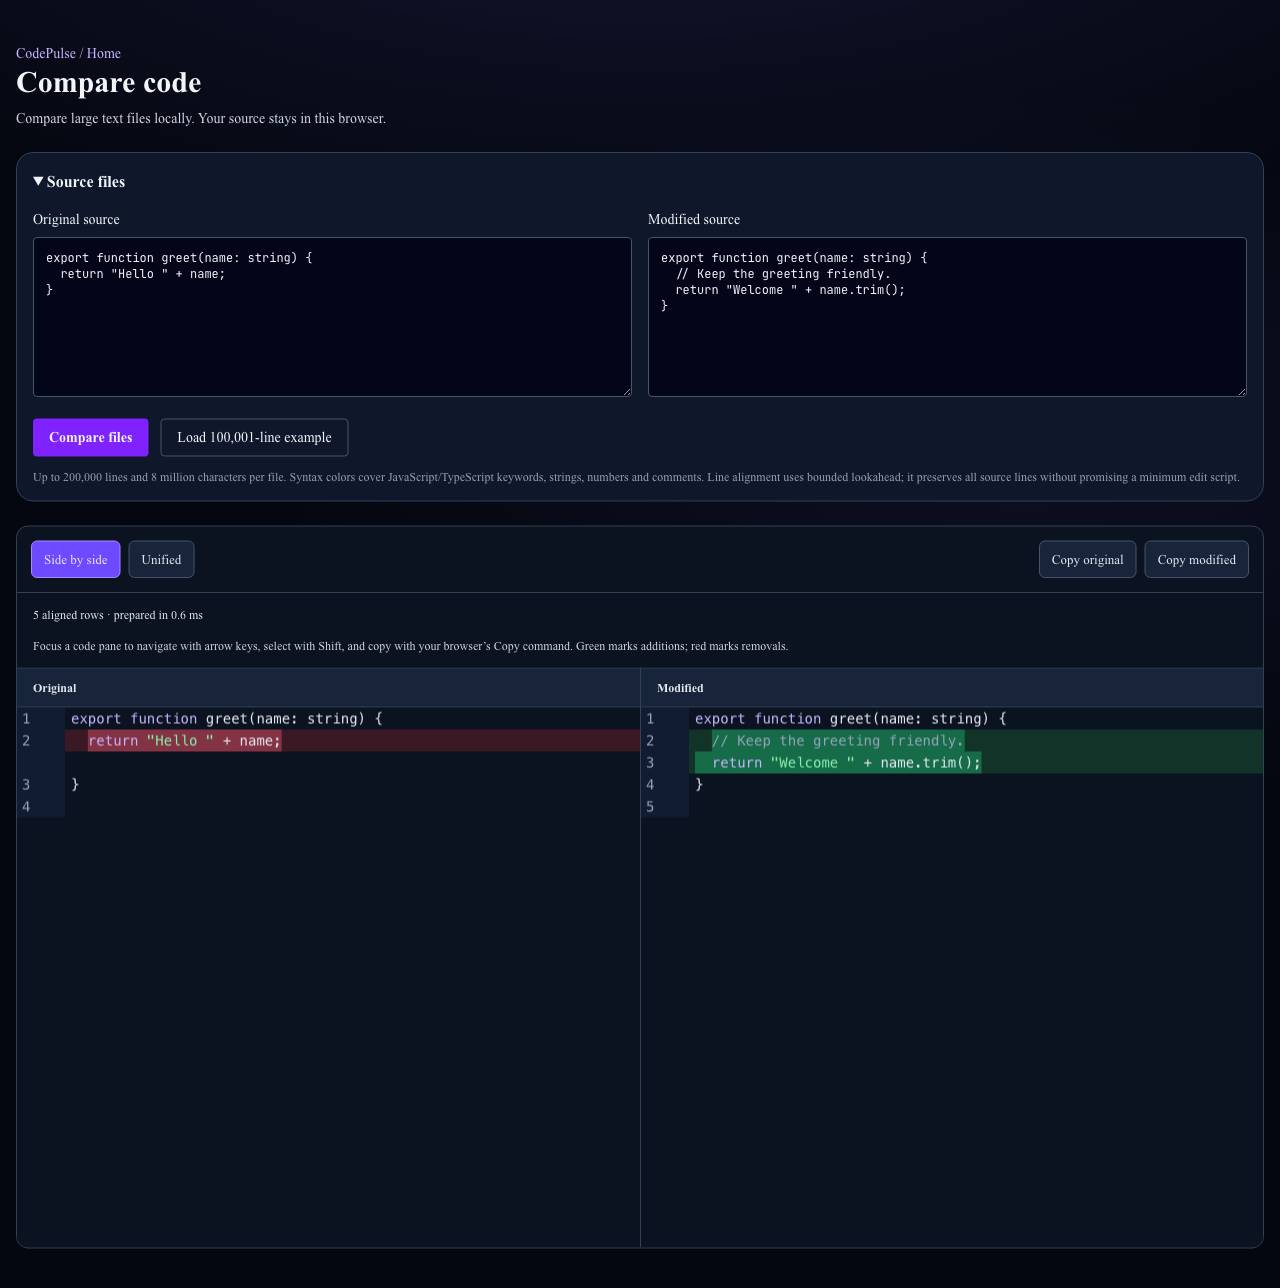 CodePulse / Home
Compare code
Compare large text files locally. Your source stays in this browser.
▼ Source files
Original source
export function greet(name: string) {
  return "Hello " + name;
}
Modified source
export function greet(name: string) {
  // Keep the greeting friendly.
  return "Welcome " + name.trim();
}
Compare files
Load 100,001-line example
Up to 200,000 lines and 8 million characters per file. Syntax colors cover JavaScript/TypeScript keywords, strings, numbers and comments. Line alignment uses bounded lookahead; it preserves all source lines without promising a minimum edit script.
Side by side
Unified
Copy original
Copy modified
5 aligned rows · prepared in 0.6 ms
Focus a code pane to navigate with arrow keys, select with Shift, and copy with your browser’s Copy command. Green marks additions; red marks removals.
Original
1 export function greet(name: string) {
2   return "Hello " + name;
3 }
4
Modified
1 export function greet(name: string) {
2   // Keep the greeting friendly.
3   return "Welcome " + name.trim();
4 }
5